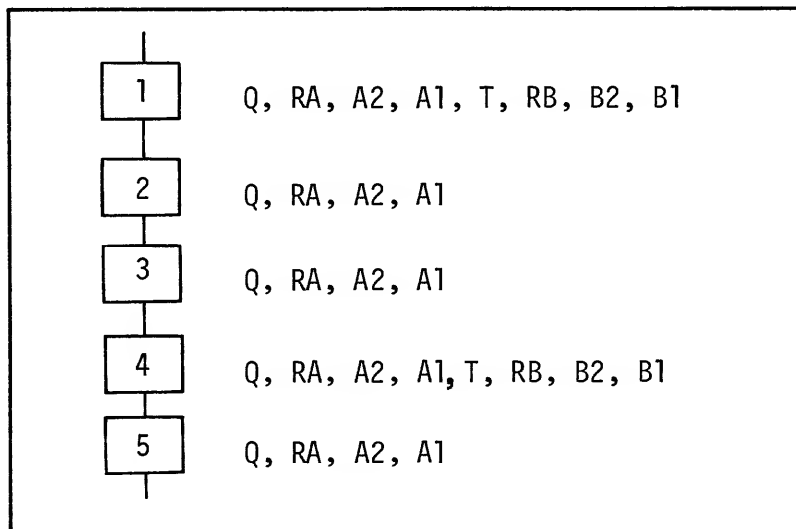 1 Q, RA, A2, A1, T, RB, B2, B1
2 Q, RA, A2, A1
3 Q, RA, A2, A1
4 Q, RA, A2, A1, T, RB, B2, B1
5 Q, RA, A2, A1